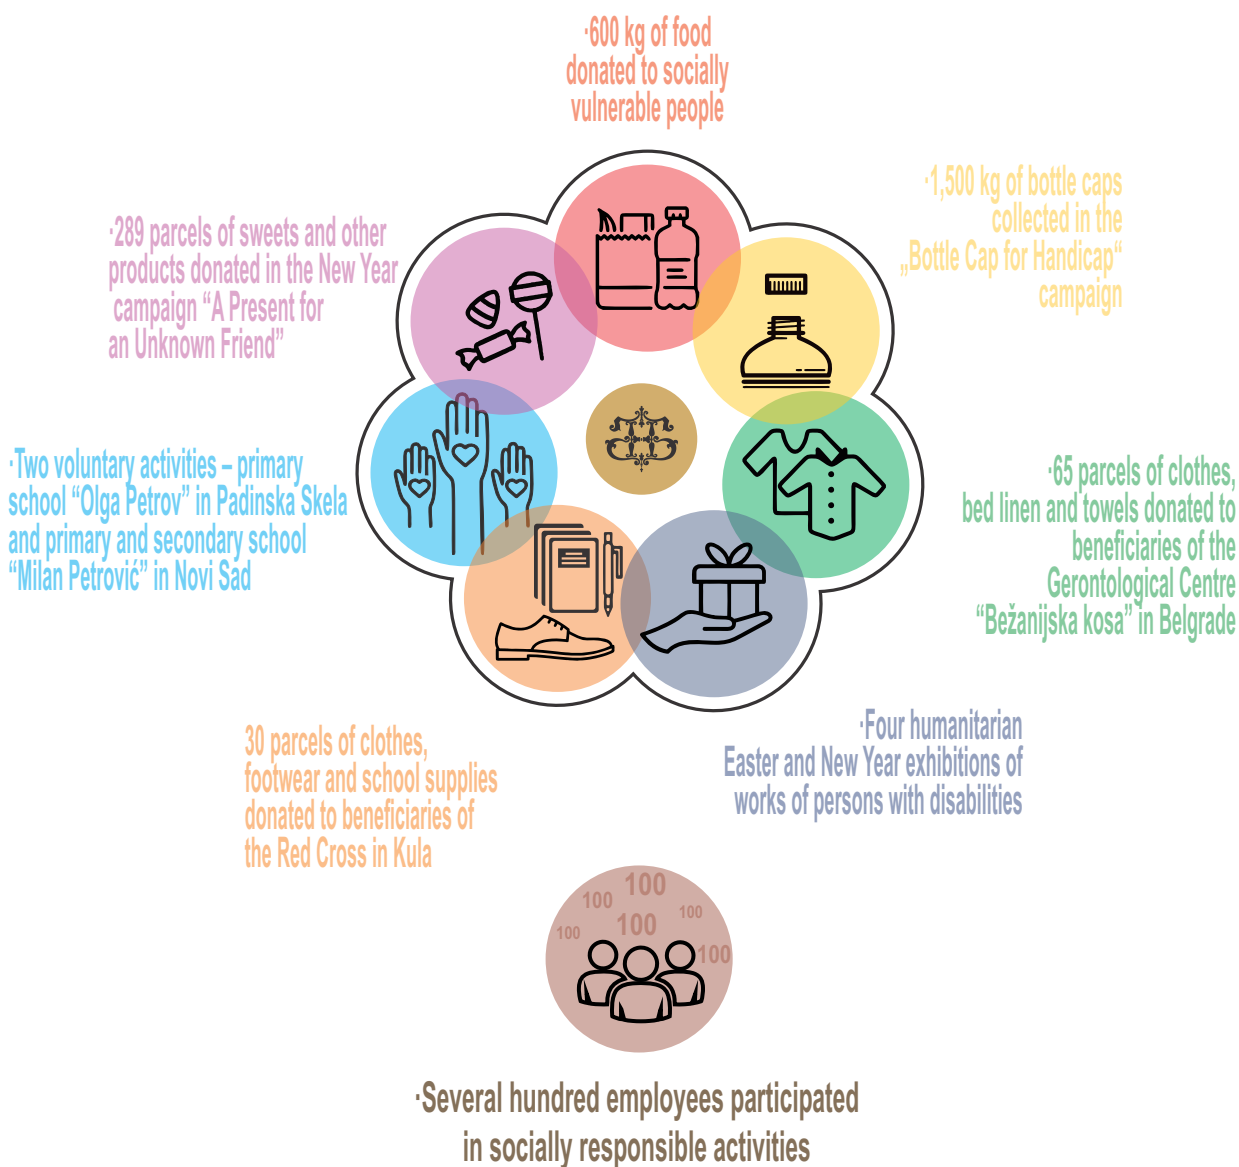 ·600 kg of food
donated to socially
vulnerable people
·1,500 kg of bottle caps
collected in the
„Bottle Cap for Handicap“
campaign
·289 parcels of sweets and other
products donated in the New Year
campaign “A Present for
an Unknown Friend”
·Two voluntary activities – primary
school “Olga Petrov” in Padinska Skela
and primary and secondary school
“Milan Petrović” in Novi Sad
·65 parcels of clothes,
bed linen and towels donated to
beneficiaries of the
Gerontological Centre
“Bežanijska kosa” in Belgrade
30 parcels of clothes,
footwear and school supplies
donated to beneficiaries of
the Red Cross in Kula
·Four humanitarian
Easter and New Year exhibitions of
works of persons with disabilities
100
100
100
100
100
100
·Several hundred employees participated
in socially responsible activities